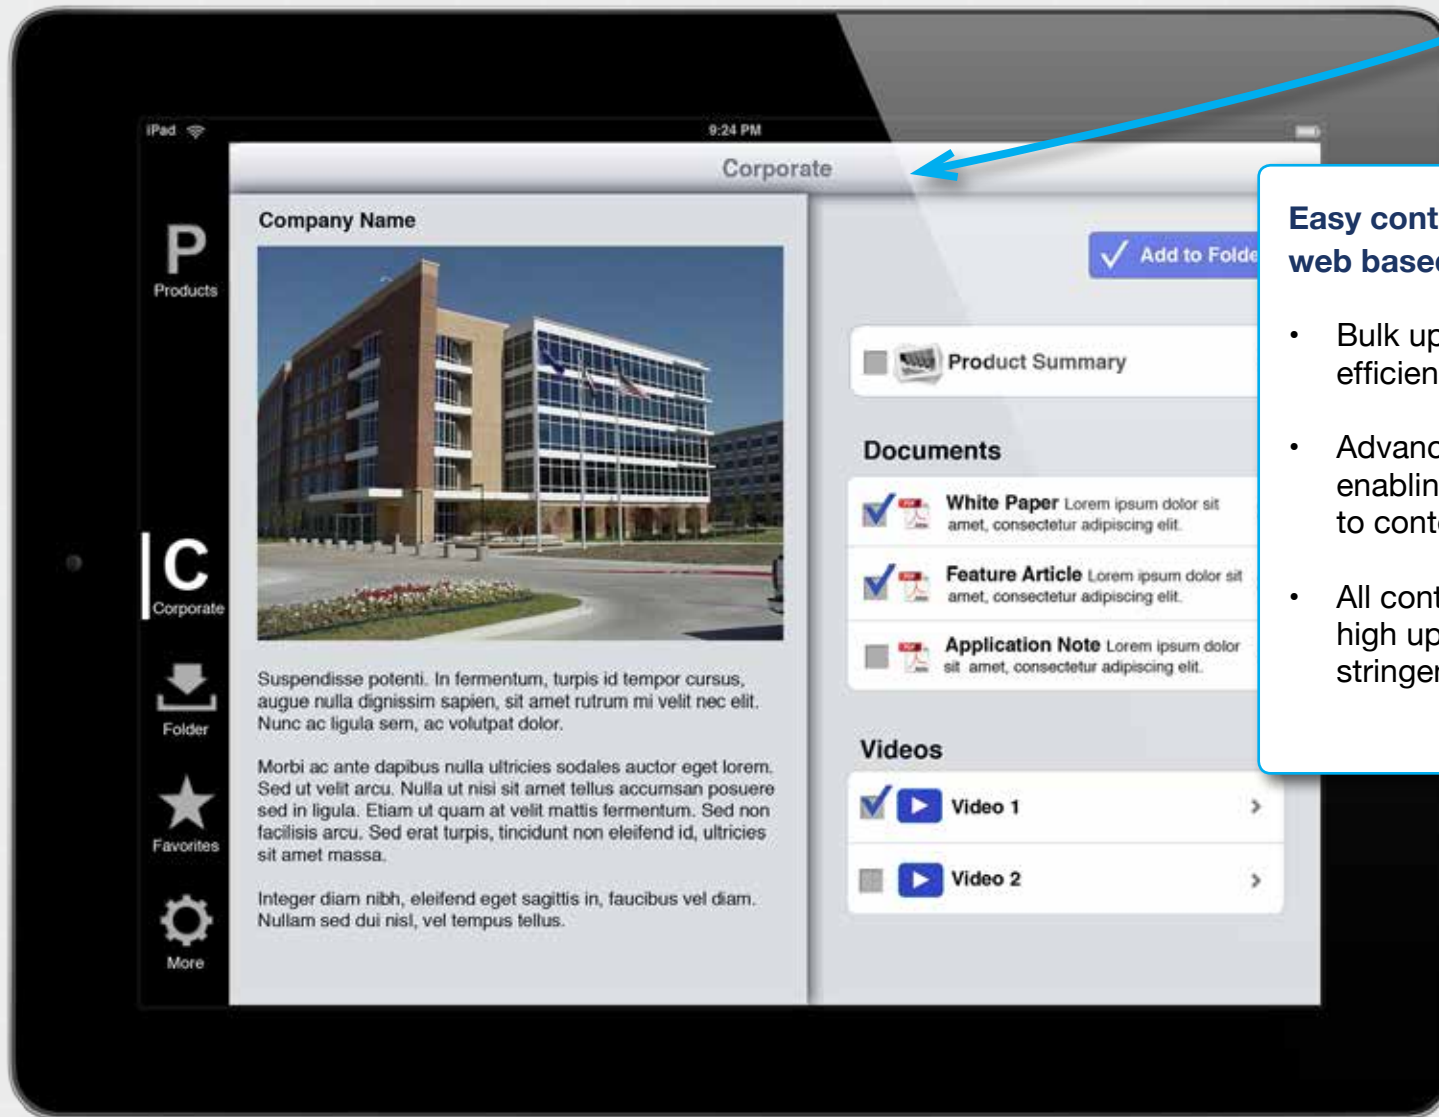 iPad
9:24 PM
Corporate
P
Products
C
Corporate
Folder
Favorites
More
Company Name
Suspendisse potenti. In fermentum, turpis id tempor cursus,
augue nulla dignissim sapien, sit amet rutrum mi velit nec elit.
Nunc ac ligula sem, ac volutpat dolor.
Morbi ac ante dapibus nulla ultricies sodales auctor eget lorem.
Sed ut velit arcu. Nulla ut nisi sit amet tellus accumsan posuere
sed in ligula. Etiam ut quam at velit mattis fermentum. Sed non
facilisis arcu. Sed erat turpis, tincidunt non eleifend id, ultricies
sit amet massa.
Integer diam nibh, eleifend eget sagittis in, faucibus vel diam.
Nullam sed dui nisl, vel tempus tellus.
Add to Folde
Product Summary
Documents
White Paper Lorem ipsum dolor sit
amet, consectetur adipiscing elit.
Feature Article Lorem ipsum dolor sit
amet, consectetur adipiscing elit.
Application Note Lorem ipsum dolor
sit amet, consectetur adipiscing elit.
Videos
Video 1
Video 2
Easy cont
web base
• Bulk up
efficien
• Advanc
enablin
to conte
• All cont
high up
stringer